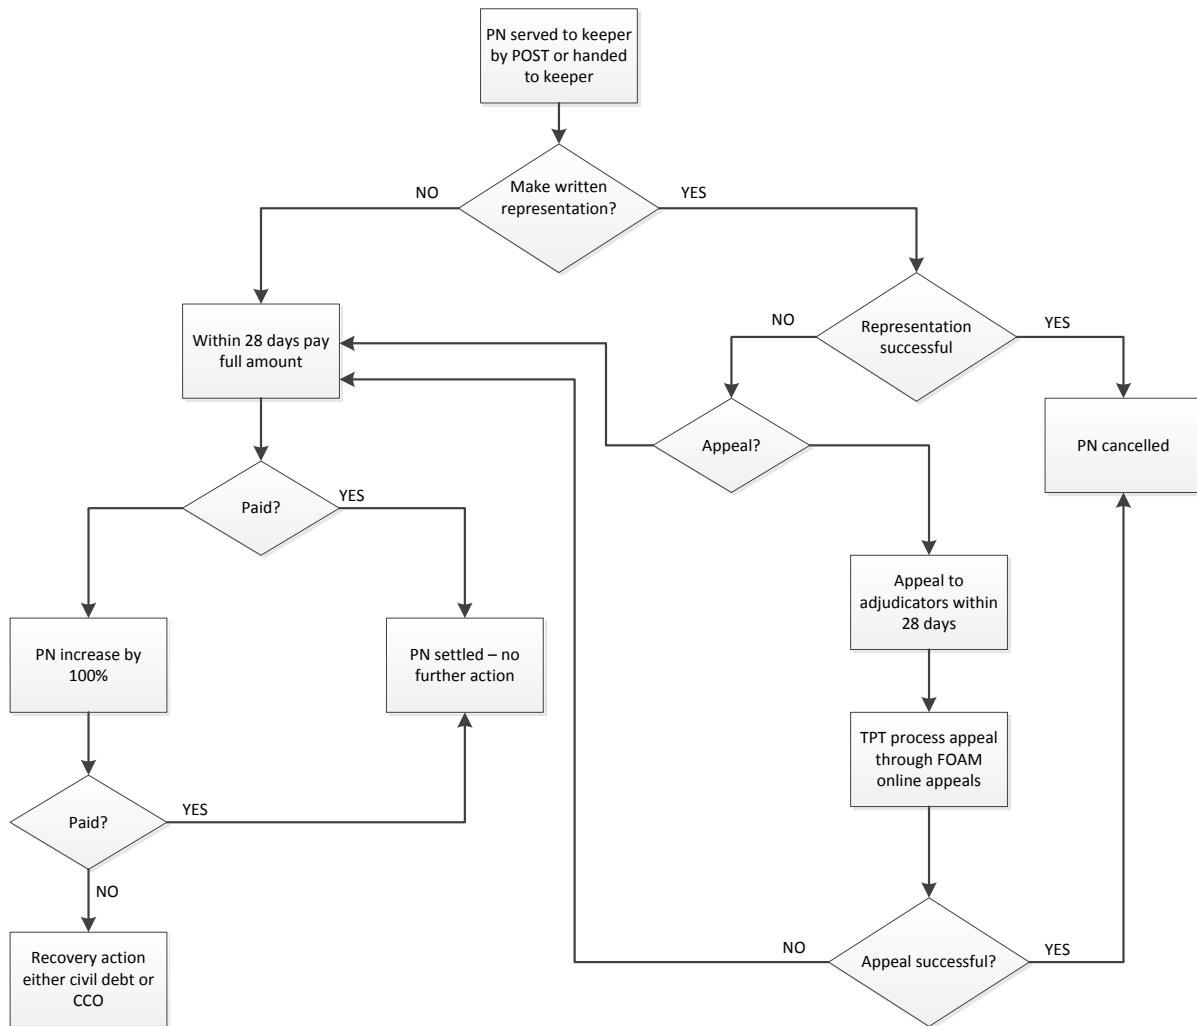 PN served to keeper
by POST or handed
to keeper
NO
Make written
representation?
YES
Within 28 days pay
full amount
NO
Representation
successful
YES
Appeal?
PN cancelled
Paid?
YES
Appeal to
adjudicators within
28 days
PN increase by
100%
PN settled – no
further action
TPT process appeal
through FOAM
online appeals
Paid?
YES
NO
Recovery action
either civil debt or
CCO
NO
Appeal successful?
YES